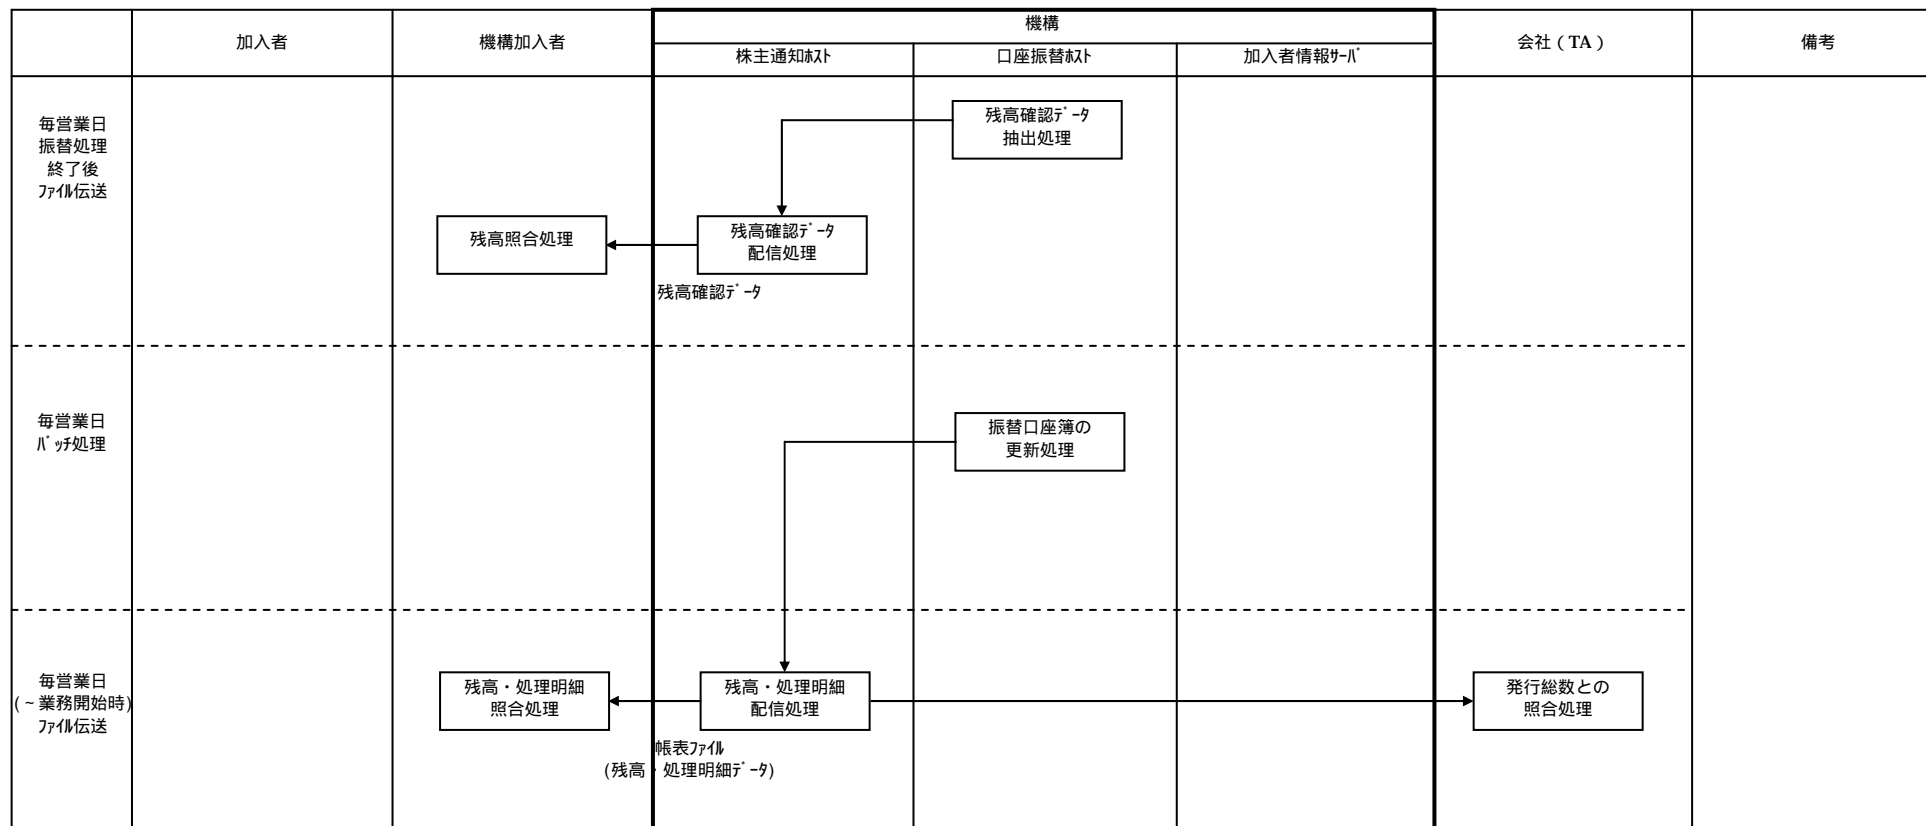 加入者
機構加入者
機構
会社（TA）
備考
株主通知ﾎｽﾄ
口座振替ﾎｽﾄ
加入者情報ｻｰﾊﾞ
毎営業日
振替処理
終了後
ﾌｧｲﾙ伝送
残高確認ﾃﾞｰﾀ
抽出処理
残高照合処理
残高確認ﾃﾞｰﾀ
配信処理
残高確認ﾃﾞｰﾀ
毎営業日
ﾊﾞｯﾁ処理
振替口座簿の
更新処理
毎営業日
(～業務開始時)
ﾌｧｲﾙ伝送
残高・処理明細
照合処理
残高・処理明細
配信処理
発行総数との
照合処理
帳表ﾌｧｲﾙ
(残高・処理明細ﾃﾞｰﾀ)